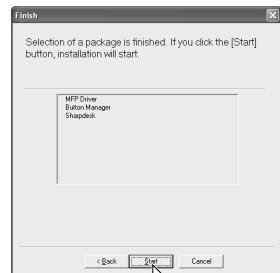 Finish
Selection of a package is finished. If you click the [Start]
button, installation will start.
MFP Driver
Button Manager
Sharpdesk
< Back
Start
Cancel